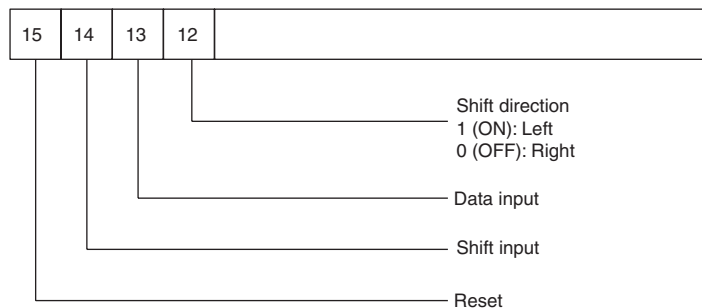 15 14 13 12
Shift direction
1 (ON): Left
0 (OFF): Right
Data input
Shift input
Reset